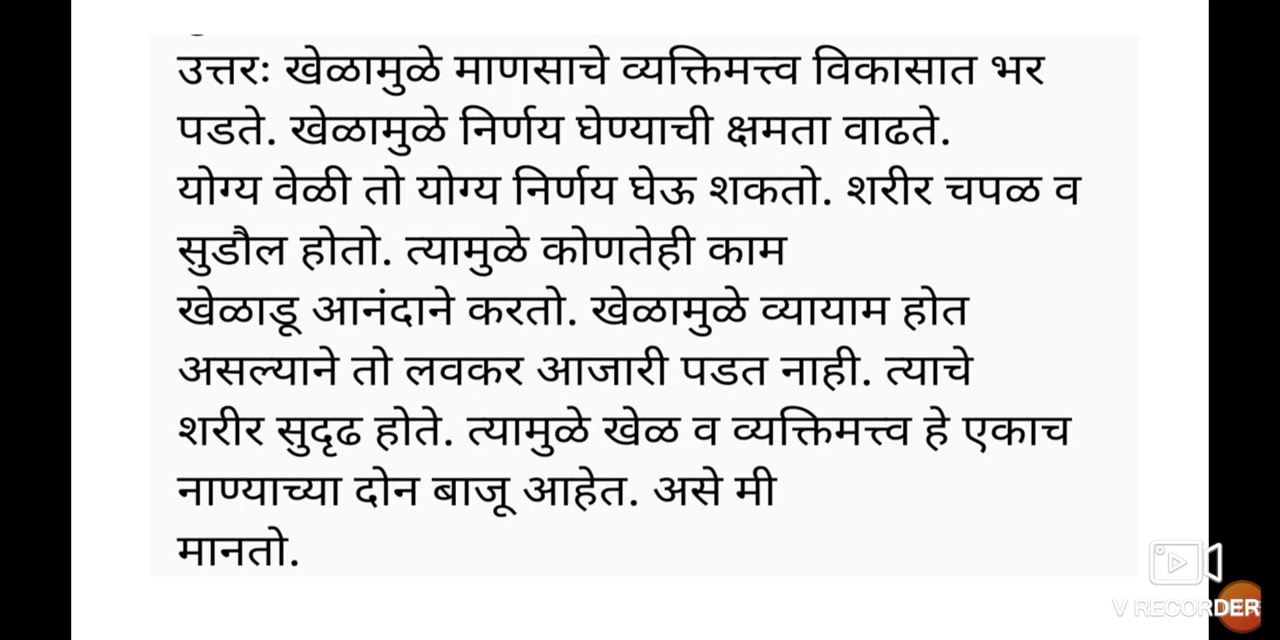 उत्तरः खेळामुळे माणसाचे व्यक्तिमत्त्व विकासात भर
पडते. खेळामुळे निर्णय घेण्याची क्षमता वाढते.
योग्य वेळी तो योग्य निर्णय घेऊ शकतो. शरीर चपळ व
सुडौल होतो. त्यामुळे कोणतेही काम
खेळाडू आनंदाने करतो. खेळामुळे व्यायाम होत
असल्याने तो लवकर आजारी पडत नाही. त्याचे
शरीर सुदृढ होते. त्यामुळे खेळ व व्यक्तिमत्त्व हे एकाच
नाण्याच्या दोन बाजू आहेत. असे मी
मानतो.
V RECORDER